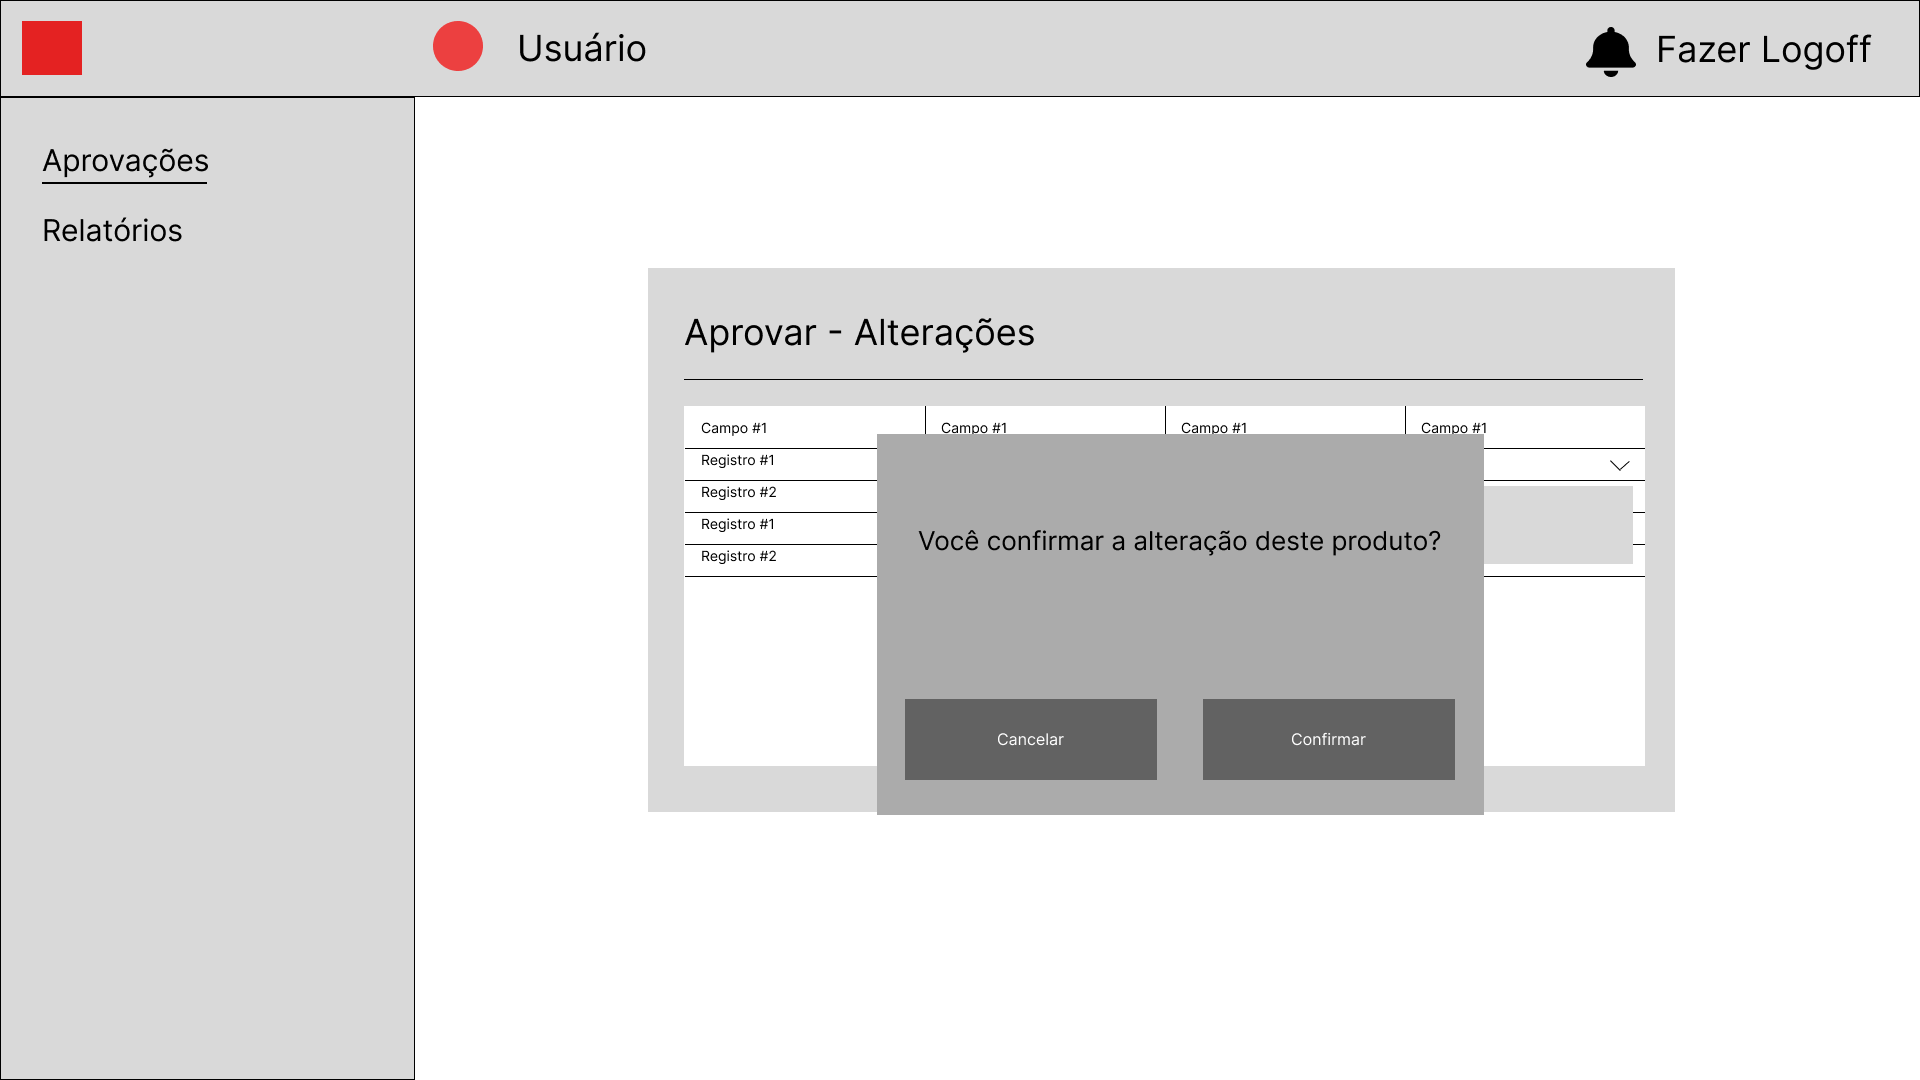 Usuário
Fazer Logoff
Aprovações
Relatórios
Aprovar - Alterações
Campo #1 Campo #1 Campo #1 Campo #1
Registro #1
Registro #2
Registro #1
Registro #2
Você confirmar a alteração deste produto?
Cancelar Confirmar